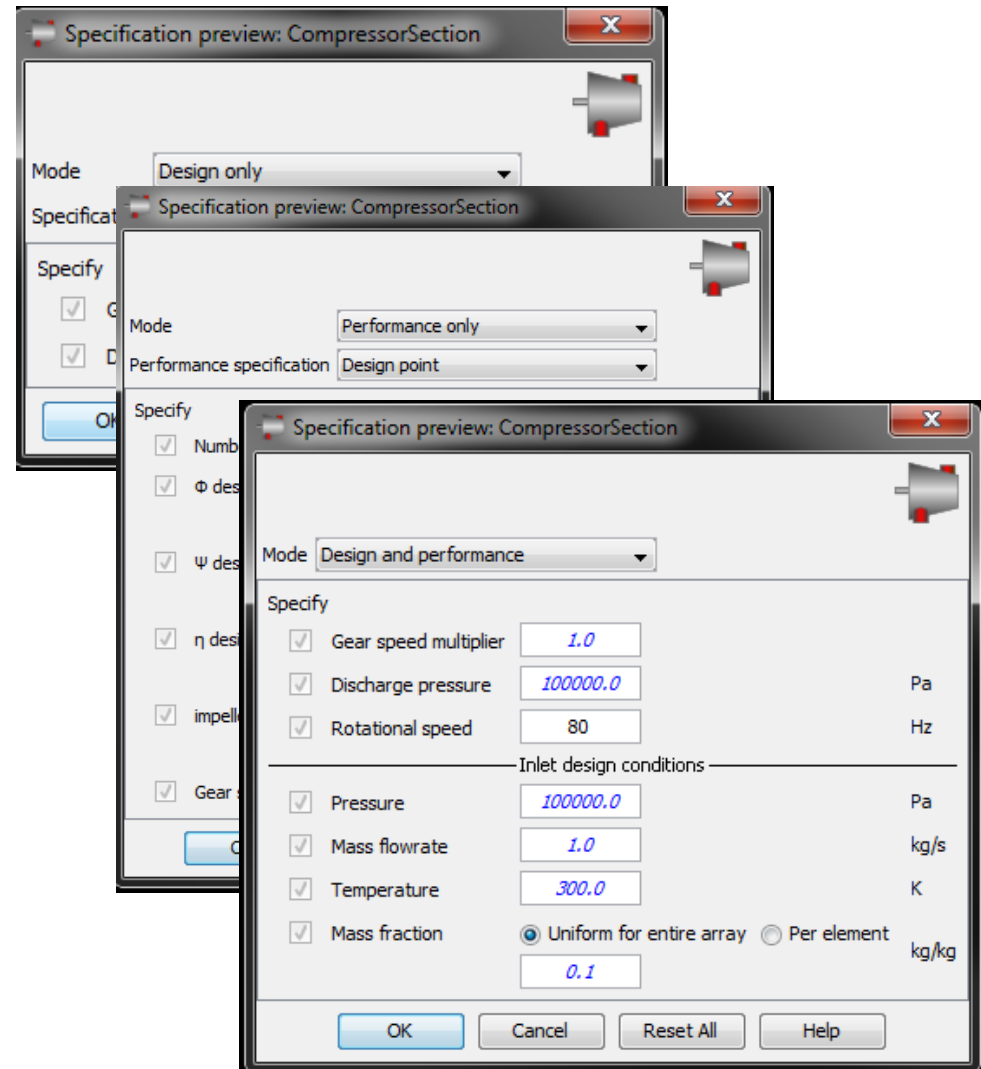 Specification preview: CompressorSection
Mode Design only
Specificat
Specify
OK
Specification preview: CompressorSection
Mode Performance only
Performance specification Design point
Specify
Numb
Φ des
Ψ des
η desi
impelle
Gear
Specification preview: CompressorSection
Mode Design and performance
Specify
Gear speed multiplier 1.0
Discharge pressure 100000.0 Pa
Rotational speed 80 Hz
Inlet design conditions
Pressure 100000.0 Pa
Mass flowrate 1.0 kg/s
Temperature 300.0 K
Mass fraction Uniform for entire array Per element
0.1 kg/kg
OK Cancel Reset All Help